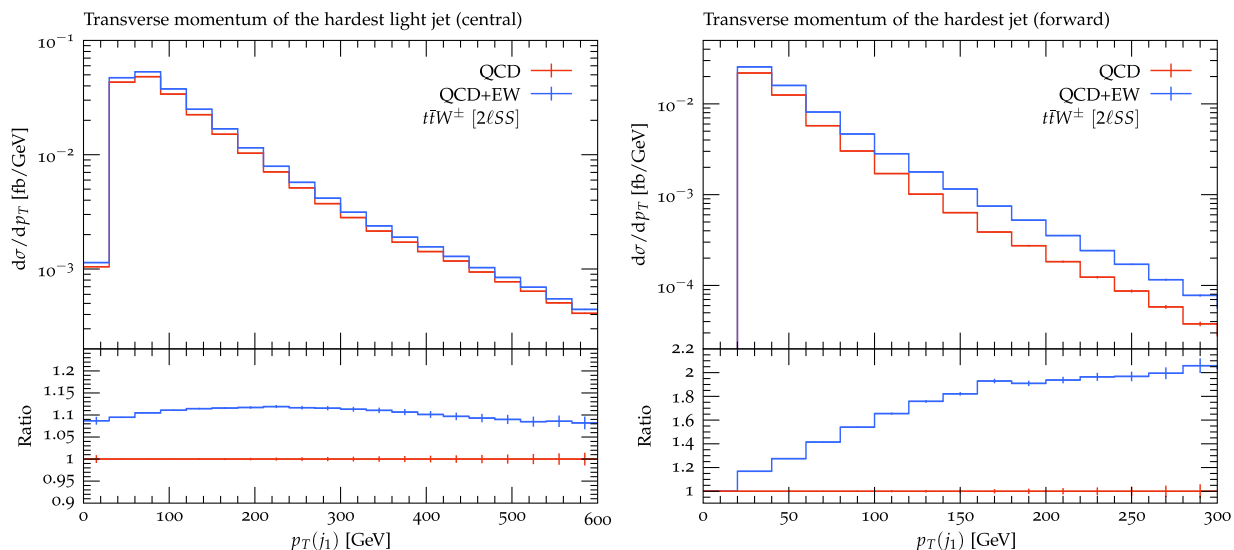 Transverse momentum of the hardest light jet (central)
10⁻¹
QCD
QCD+EW
tt̄W± [2ℓSS]
dσ/dp_T [fb/GeV]
10⁻²
10⁻³
1.2
1.15
1.1
1.05
1
0.95
0.9
Ratio
0 100 200 300 400 500 600
p_T(j₁) [GeV]
Transverse momentum of the hardest jet (forward)
QCD
QCD+EW
tt̄W± [2ℓSS]
dσ/dp_T [fb/GeV]
10⁻²
10⁻³
10⁻⁴
2.2
2
1.8
1.6
1.4
1.2
1
Ratio
0 50 100 150 200 250 300
p_T(j₁) [GeV]